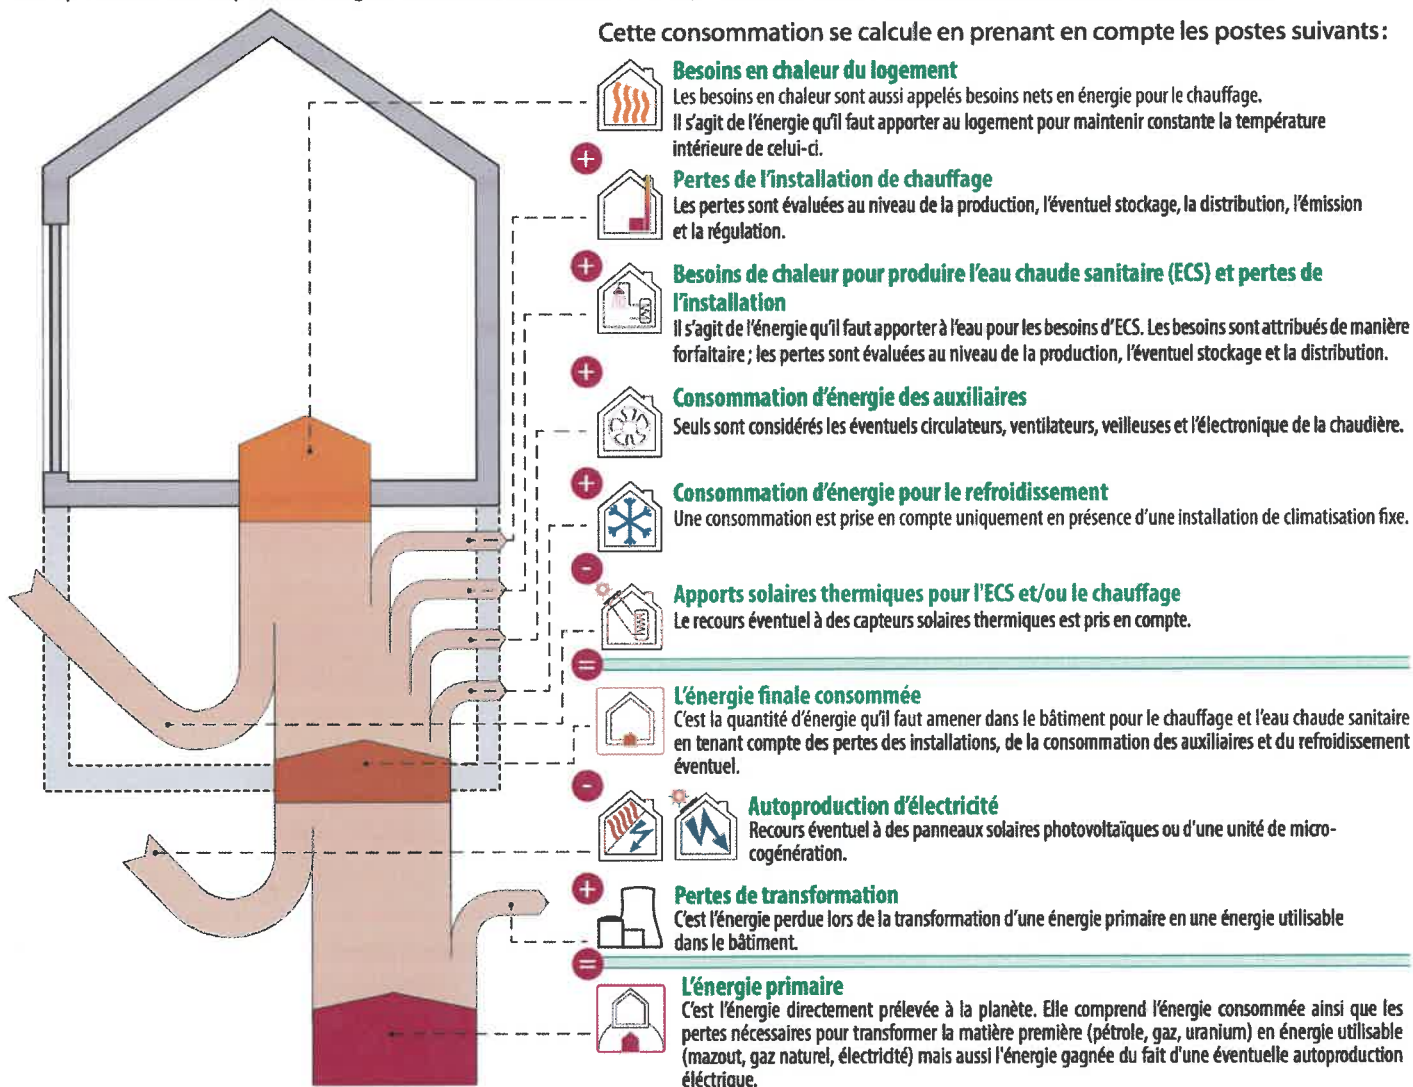 Cette consommation se calcule en prenant en compte les postes suivants:
Besoins en chaleur du logement
Les besoins en chaleur sont aussi appelés besoins nets en énergie pour le chauffage.
Il s'agit de l'énergie qu'il faut apporter au logement pour maintenir constante la température
intérieure de celui-ci.
+
Pertes de l'installation de chauffage
Les pertes sont évaluées au niveau de la production, l'éventuel stockage, la distribution, l'émission
et la régulation.
+
Besoins de chaleur pour produire l'eau chaude sanitaire (ECS) et pertes de
l'installation
Il s'agit de l'énergie qu'il faut apporter à l'eau pour les besoins d'ECS. Les besoins sont attribués de manière
forfaitaire ; les pertes sont évaluées au niveau de la production, l'éventuel stockage et la distribution.
+
Consommation d'énergie des auxiliaires
Seuls sont considérés les éventuels circulateurs, ventilateurs, veilleuses et l'électronique de la chaudière.
+
Consommation d'énergie pour le refroidissement
Une consommation est prise en compte uniquement en présence d'une installation de climatisation fixe.
-
Apports solaires thermiques pour l'ECS et/ou le chauffage
Le recours éventuel à des capteurs solaires thermiques est pris en compte.
=
L'énergie finale consommée
C'est la quantité d'énergie qu'il faut amener dans le bâtiment pour le chauffage et l'eau chaude sanitaire
en tenant compte des pertes des installations, de la consommation des auxiliaires et du refroidissement
éventuel.
-
Autoproduction d'électricité
Recours éventuel à des panneaux solaires photovoltaïques ou d'une unité de micro-
cogénération.
+
Pertes de transformation
C'est l'énergie perdue lors de la transformation d'une énergie primaire en une énergie utilisable
dans le bâtiment.
=
L'énergie primaire
C'est l'énergie directement prélevée à la planète. Elle comprend l'énergie consommée ainsi que les
pertes nécessaires pour transformer la matière première (pétrole, gaz, uranium) en énergie utilisable
(mazout, gaz naturel, électricité) mais aussi l'énergie gagnée du fait d'une éventuelle autoproduction
éléctrique.